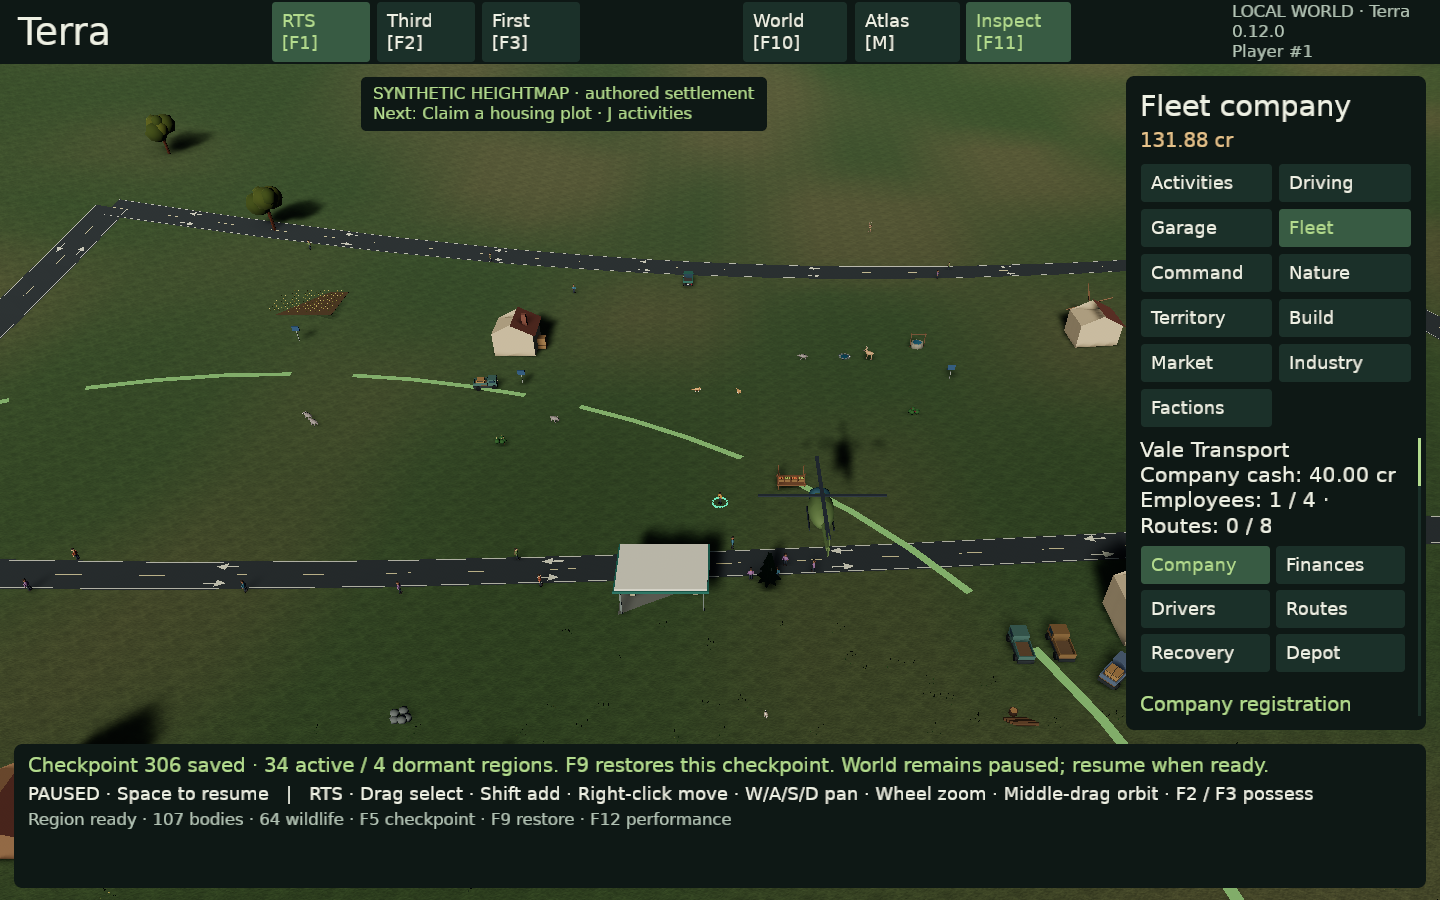 Terra
RTS
[F1]
Third
[F2]
First
[F3]
World
[F10]
Atlas
[M]
Inspect
[F11]
LOCAL WORLD · Terra
0.12.0
Player #1
SYNTHETIC HEIGHTMAP · authored settlement
Next: Claim a housing plot · J activities
Fleet company
131.88 cr
Activities
Driving
Garage
Fleet
Command
Nature
Territory
Build
Market
Industry
Factions
Vale Transport
Company cash: 40.00 cr
Employees: 1 / 4 ·
Routes: 0 / 8
Company
Finances
Drivers
Routes
Recovery
Depot
Company registration
Checkpoint 306 saved · 34 active / 4 dormant regions. F9 restores this checkpoint. World remains paused; resume when ready.
PAUSED · Space to resume | RTS · Drag select · Shift add · Right-click move · W/A/S/D pan · Wheel zoom · Middle-drag orbit · F2 / F3 possess
Region ready · 107 bodies · 64 wildlife · F5 checkpoint · F9 restore · F12 performance